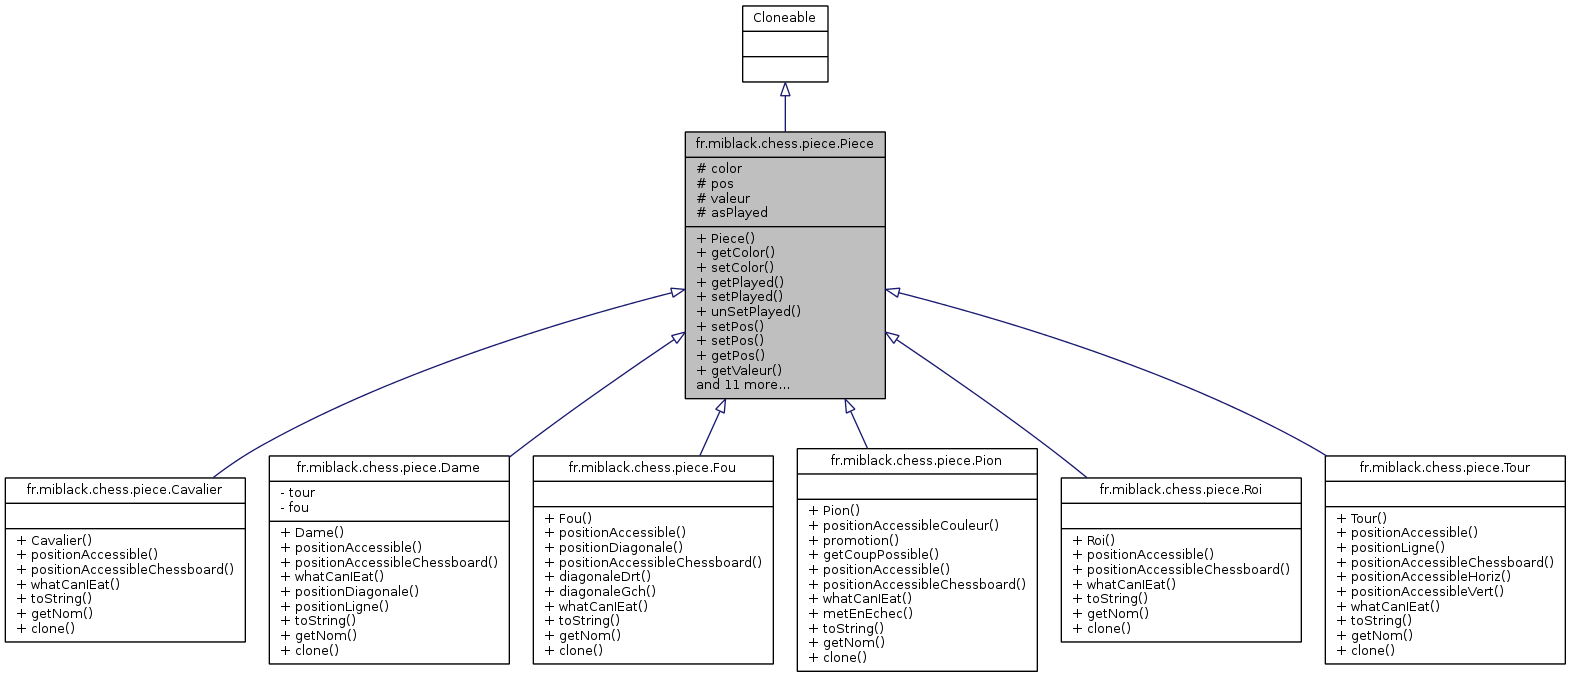 Cloneable
fr.miblack.chess.piece.Piece
# color
# pos
# valeur
# asPlayed
+ Piece()
+ getColor()
+ setColor()
+ getPlayed()
+ setPlayed()
+ unSetPlayed()
+ setPos()
+ setPos()
+ getPos()
+ getValeur()
and 11 more...
fr.miblack.chess.piece.Cavalier
+ Cavalier()
+ positionAccessible()
+ positionAccessibleChessboard()
+ whatCanIEat()
+ toString()
+ getNom()
+ clone()
fr.miblack.chess.piece.Dame
- tour
- fou
+ Dame()
+ positionAccessible()
+ positionAccessibleChessboard()
+ whatCanIEat()
+ positionDiagonale()
+ positionLigne()
+ toString()
+ getNom()
+ clone()
fr.miblack.chess.piece.Fou
+ Fou()
+ positionAccessible()
+ positionDiagonale()
+ positionAccessibleChessboard()
+ diagonaleDrt()
+ diagonaleGch()
+ whatCanIEat()
+ toString()
+ getNom()
+ clone()
fr.miblack.chess.piece.Pion
+ Pion()
+ positionAccessibleCouleur()
+ promotion()
+ getCoupPossible()
+ positionAccessible()
+ positionAccessibleChessboard()
+ whatCanIEat()
+ metEnEchec()
+ toString()
+ getNom()
+ clone()
fr.miblack.chess.piece.Roi
+ Roi()
+ positionAccessible()
+ positionAccessibleChessboard()
+ whatCanIEat()
+ toString()
+ getNom()
+ clone()
fr.miblack.chess.piece.Tour
+ Tour()
+ positionAccessible()
+ positionLigne()
+ positionAccessibleChessboard()
+ positionAccessibleHoriz()
+ positionAccessibleVert()
+ whatCanIEat()
+ toString()
+ getNom()
+ clone()